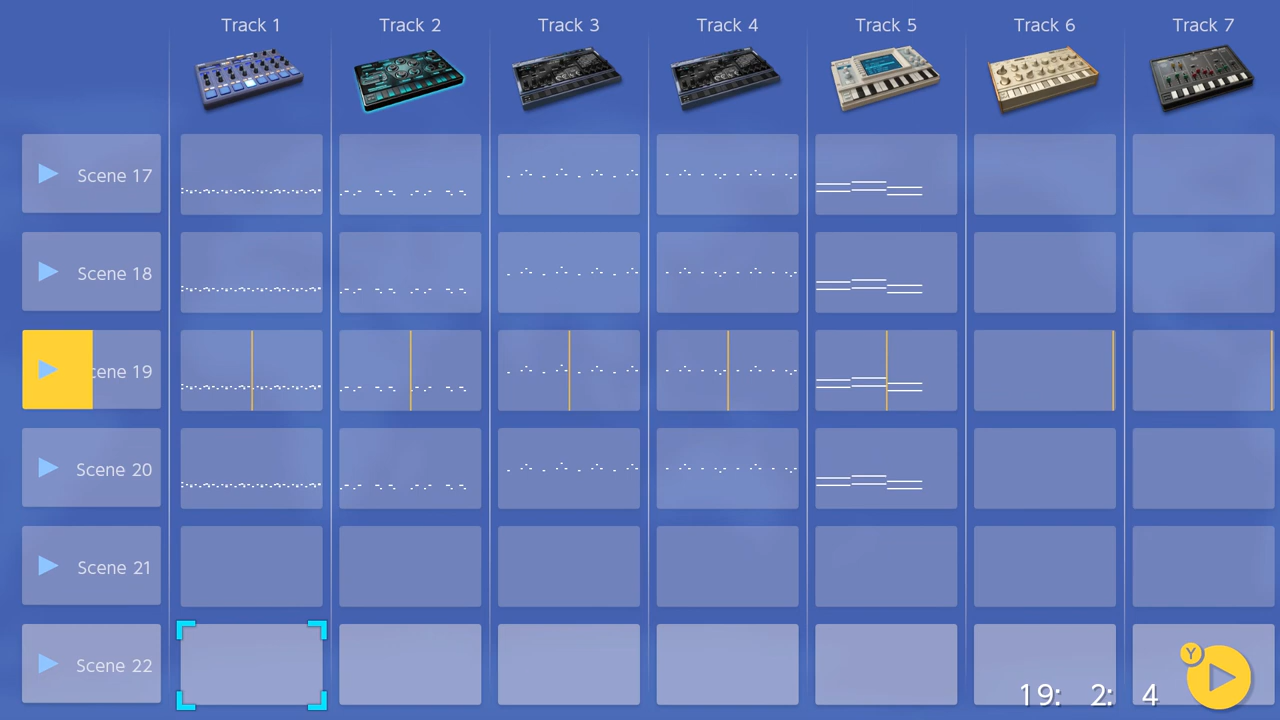 Track 1 Track 2 Track 3 Track 4 Track 5 Track 6 Track 7
Scene 17
Scene 18
cene 19
Scene 20
Scene 21
Scene 22
Y
19: 2: 4